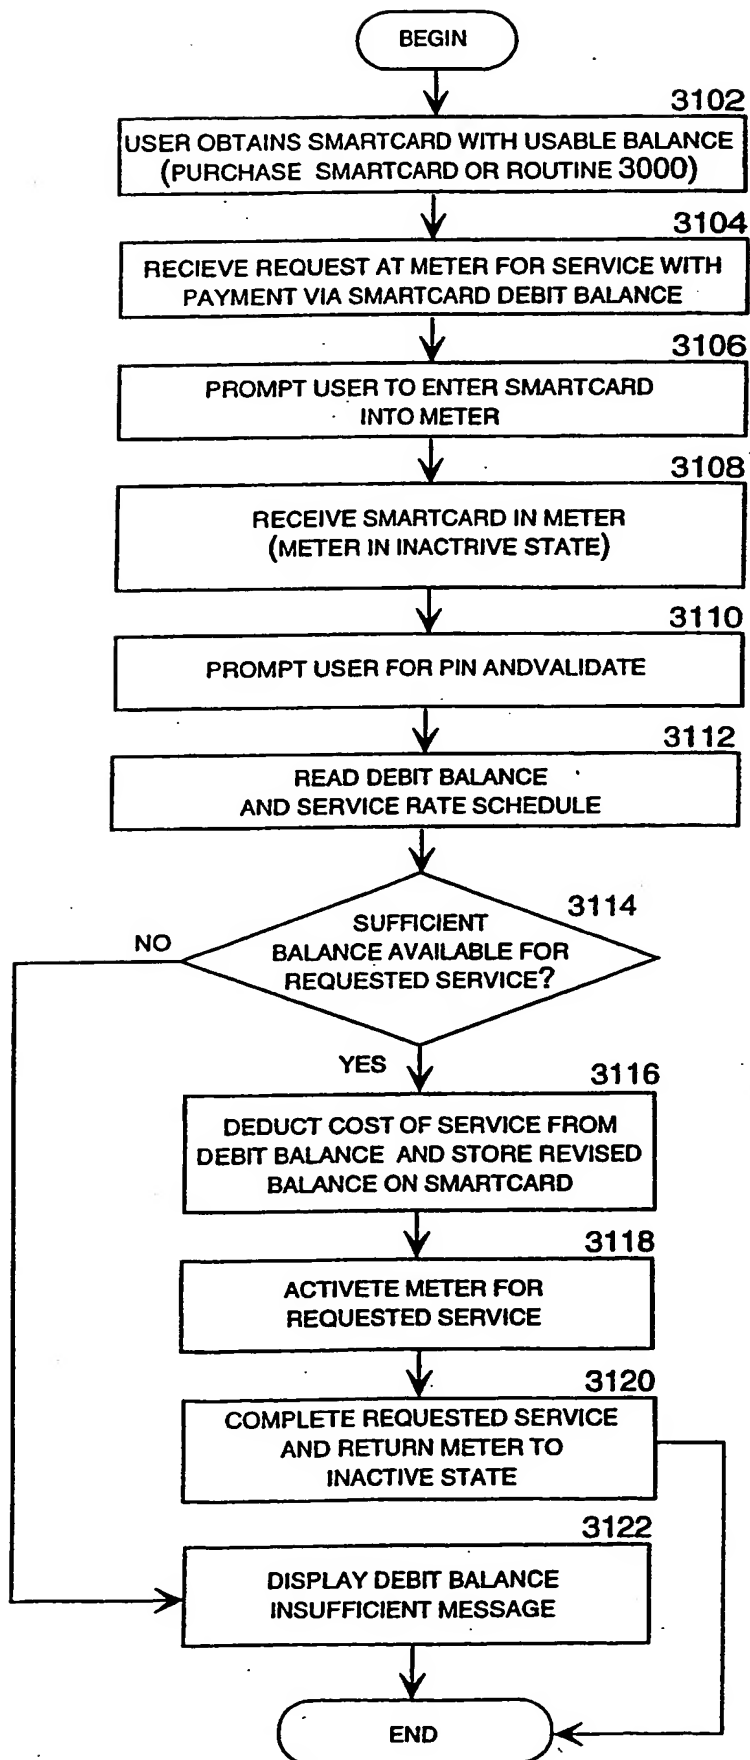 BEGIN
3102
USER OBTAINS SMARTCARD WITH USABLE BALANCE
(PURCHASE SMARTCARD OR ROUTINE 3000)
3104
RECIEVE REQUEST AT METER FOR SERVICE WITH
PAYMENT VIA SMARTCARD DEBIT BALANCE
3106
PROMPT USER TO ENTER SMARTCARD
INTO METER
3108
RECEIVE SMARTCARD IN METER
(METER IN INACTRIVE STATE)
3110
PROMPT USER FOR PIN ANDVALIDATE
3112
READ DEBIT BALANCE
AND SERVICE RATE SCHEDULE
3114
SUFFICIENT
BALANCE AVAILABLE FOR
REQUESTED SERVICE?
NO
YES
3116
DEDUCT COST OF SERVICE FROM
DEBIT BALANCE AND STORE REVISED
BALANCE ON SMARTCARD
3118
ACTIVETE METER FOR
REQUESTED SERVICE
3120
COMPLETE REQUESTED SERVICE
AND RETURN METER TO
INACTIVE STATE
3122
DISPLAY DEBIT BALANCE
INSUFFICIENT MESSAGE
END